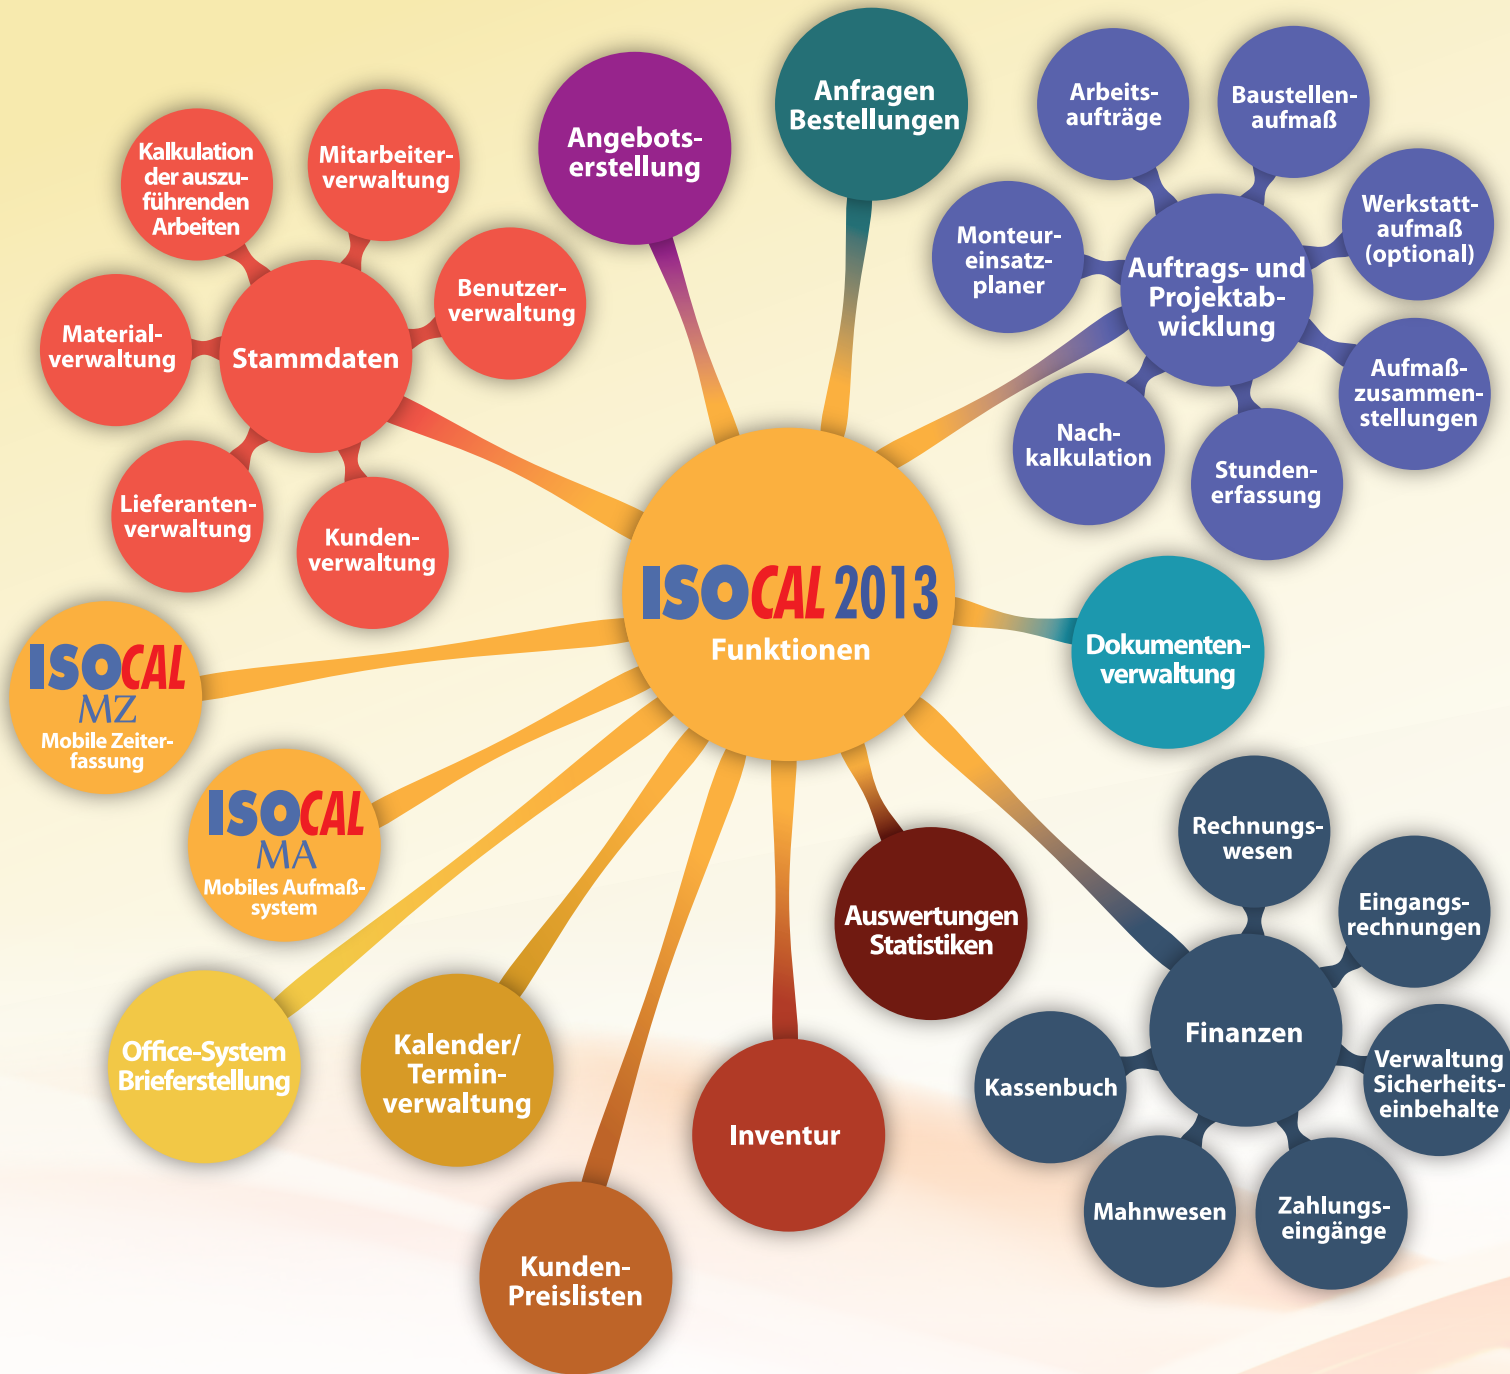 Anfragen
Bestellungen
Angebots-
erstellung
Arbeits-
aufträge
Baustellen-
aufmaß
Werkstatt-
aufmaß
(optional)
Monteur-
einsatz-
planer
Auftrags- und
Projektab-
wicklung
Aufmaß-
zusammen-
stellungen
Nach-
kalkulation
Stunden-
erfassung
Kalkulation
der auszu-
führenden
Arbeiten
Mitarbeiter-
verwaltung
Benutzer-
verwaltung
Material-
verwaltung
Stammdaten
Lieferanten-
verwaltung
Kunden-
verwaltung
ISOCAL 2013
Funktionen
Dokumenten-
verwaltung
ISOCAL
MZ
Mobile Zeiter-
fassung
ISOCAL
MA
Mobiles Aufmaß-
system
Office-System
Brieferstellung
Kalender/
Termin-
verwaltung
Kunden-
Preislisten
Inventur
Auswertungen
Statistiken
Rechnungs-
wesen
Eingangs-
rechnungen
Finanzen
Verwaltung
Sicherheits-
einbehalte
Kassenbuch
Mahnwesen
Zahlungs-
eingänge